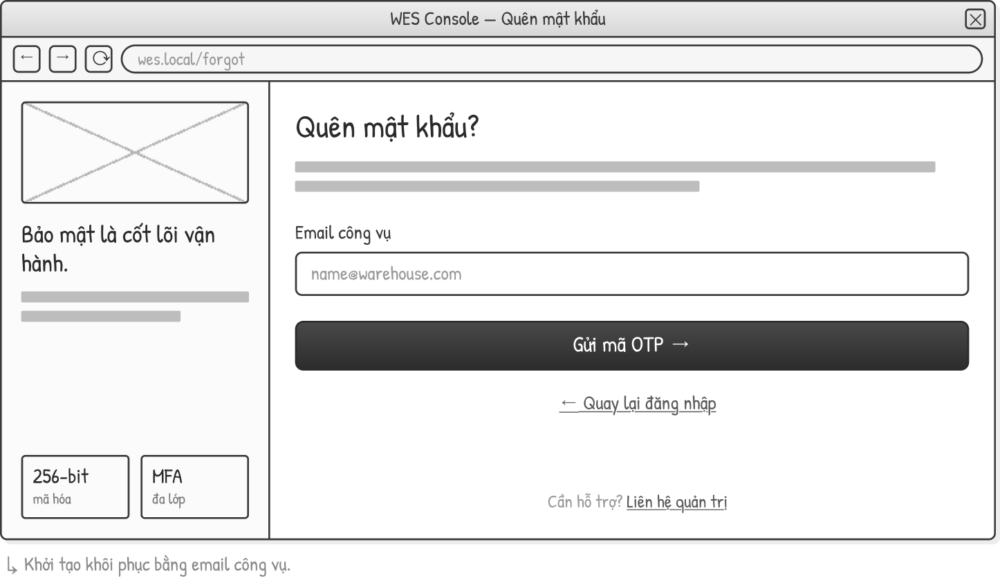 WES Console — Quên mật khẩu
← → wes.local/forgot
Bảo mật là cốt lõi vận
hành.
256-bit
mã hóa
MFA
đa lớp
Quên mật khẩu?
Email công vụ
name@warehouse.com
Gửi mã OTP →
← Quay lại đăng nhập
Cần hỗ trợ? Liên hệ quản trị
↳ Khởi tạo khôi phục bằng email công vụ.